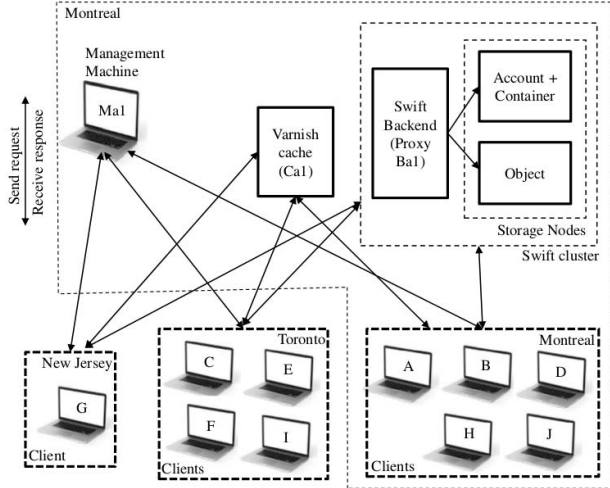 Montreal
Management
Machine
Ma1
Send request
Receive response
Varnish
cache
(Ca1)
Swift
Backend
(Proxy
Ba1)
Account +
Container
Object
Storage Nodes
Swift cluster
New Jersey
G
Client
Toronto
C
E
F
I
Clients
Montreal
A
B
D
H
J
Clients